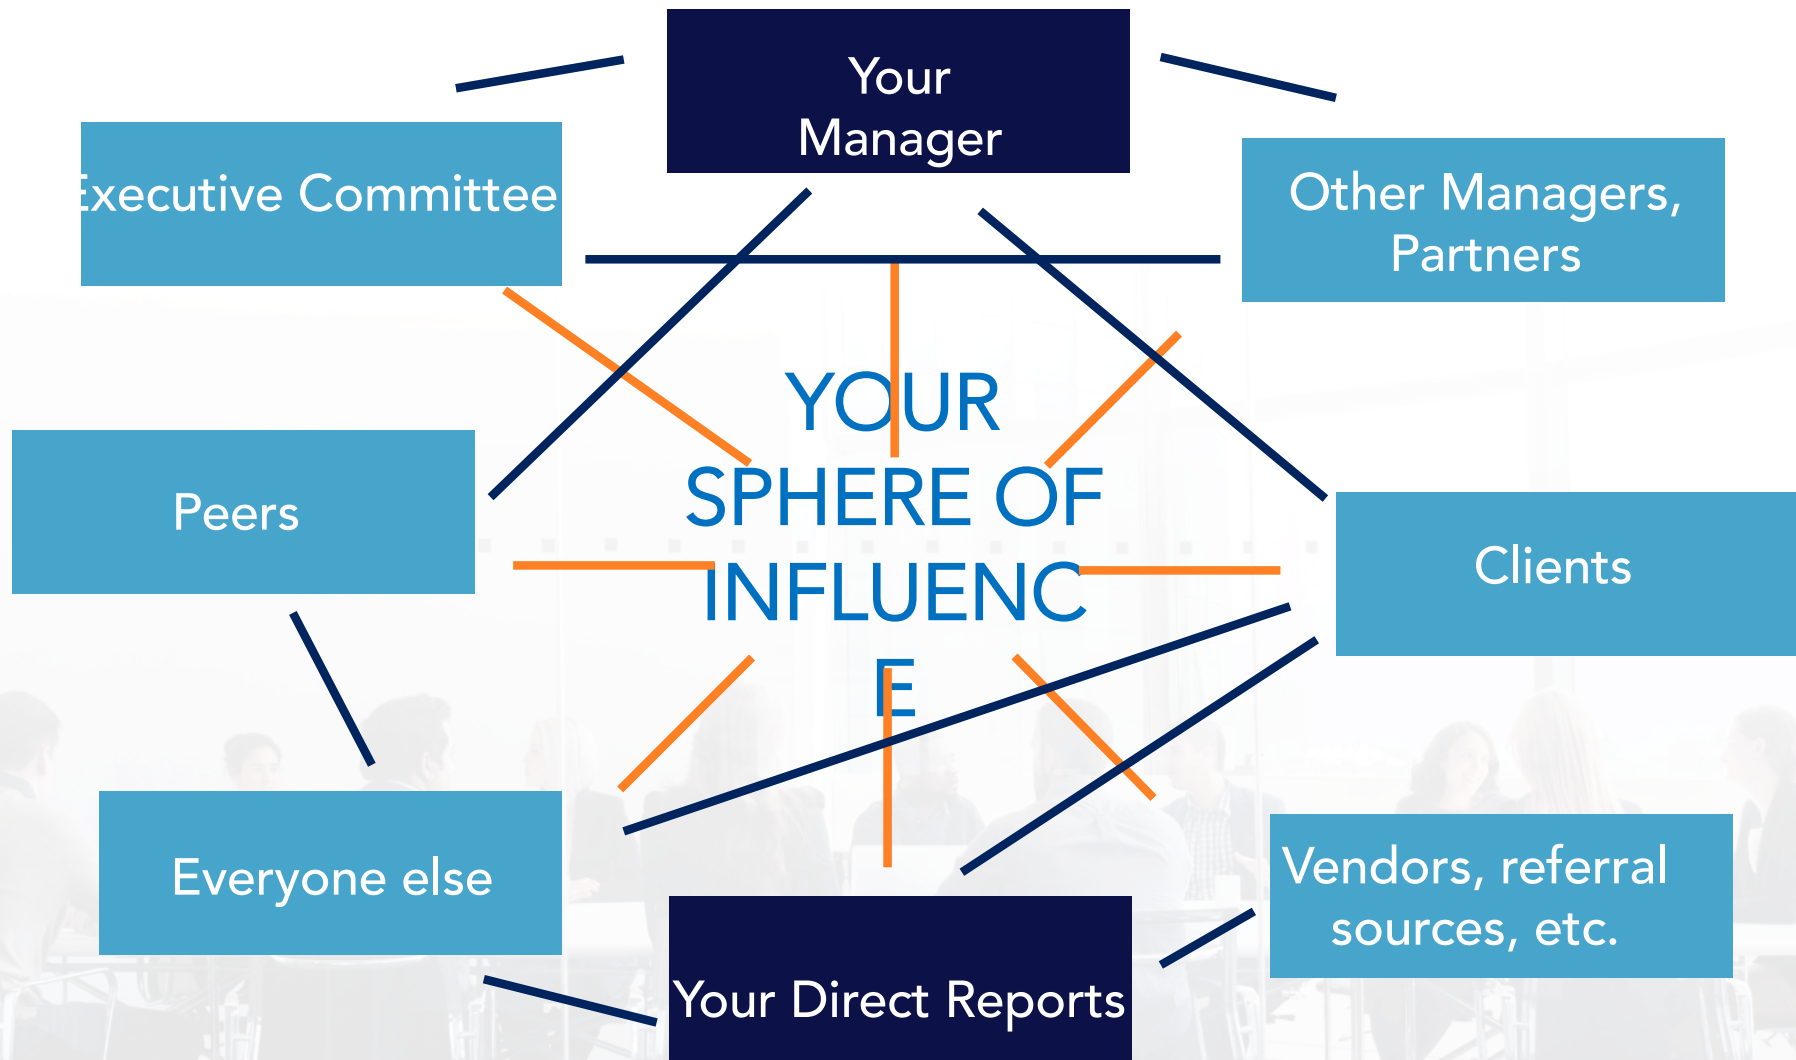 Your
Manager
Executive Committee
Other Managers,
Partners
YOUR
SPHERE OF
INFLUENC
E
Peers
Clients
Everyone else
Vendors, referral
sources, etc.
Your Direct Reports